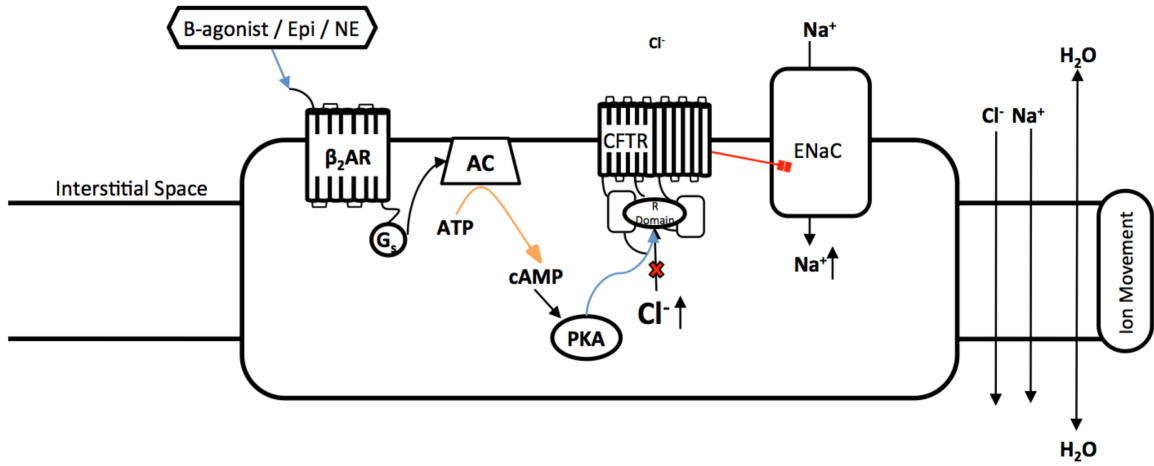 B-agonist / Epi / NE
Cl⁻
Na⁺
H₂O
Cl⁻ Na⁺
CFTR
ENaC
β₂AR
AC
Interstitial Space
R
Domain
ATP
Gₛ
Na⁺
cAMP
Cl⁻
PKA
Ion Movement
H₂O